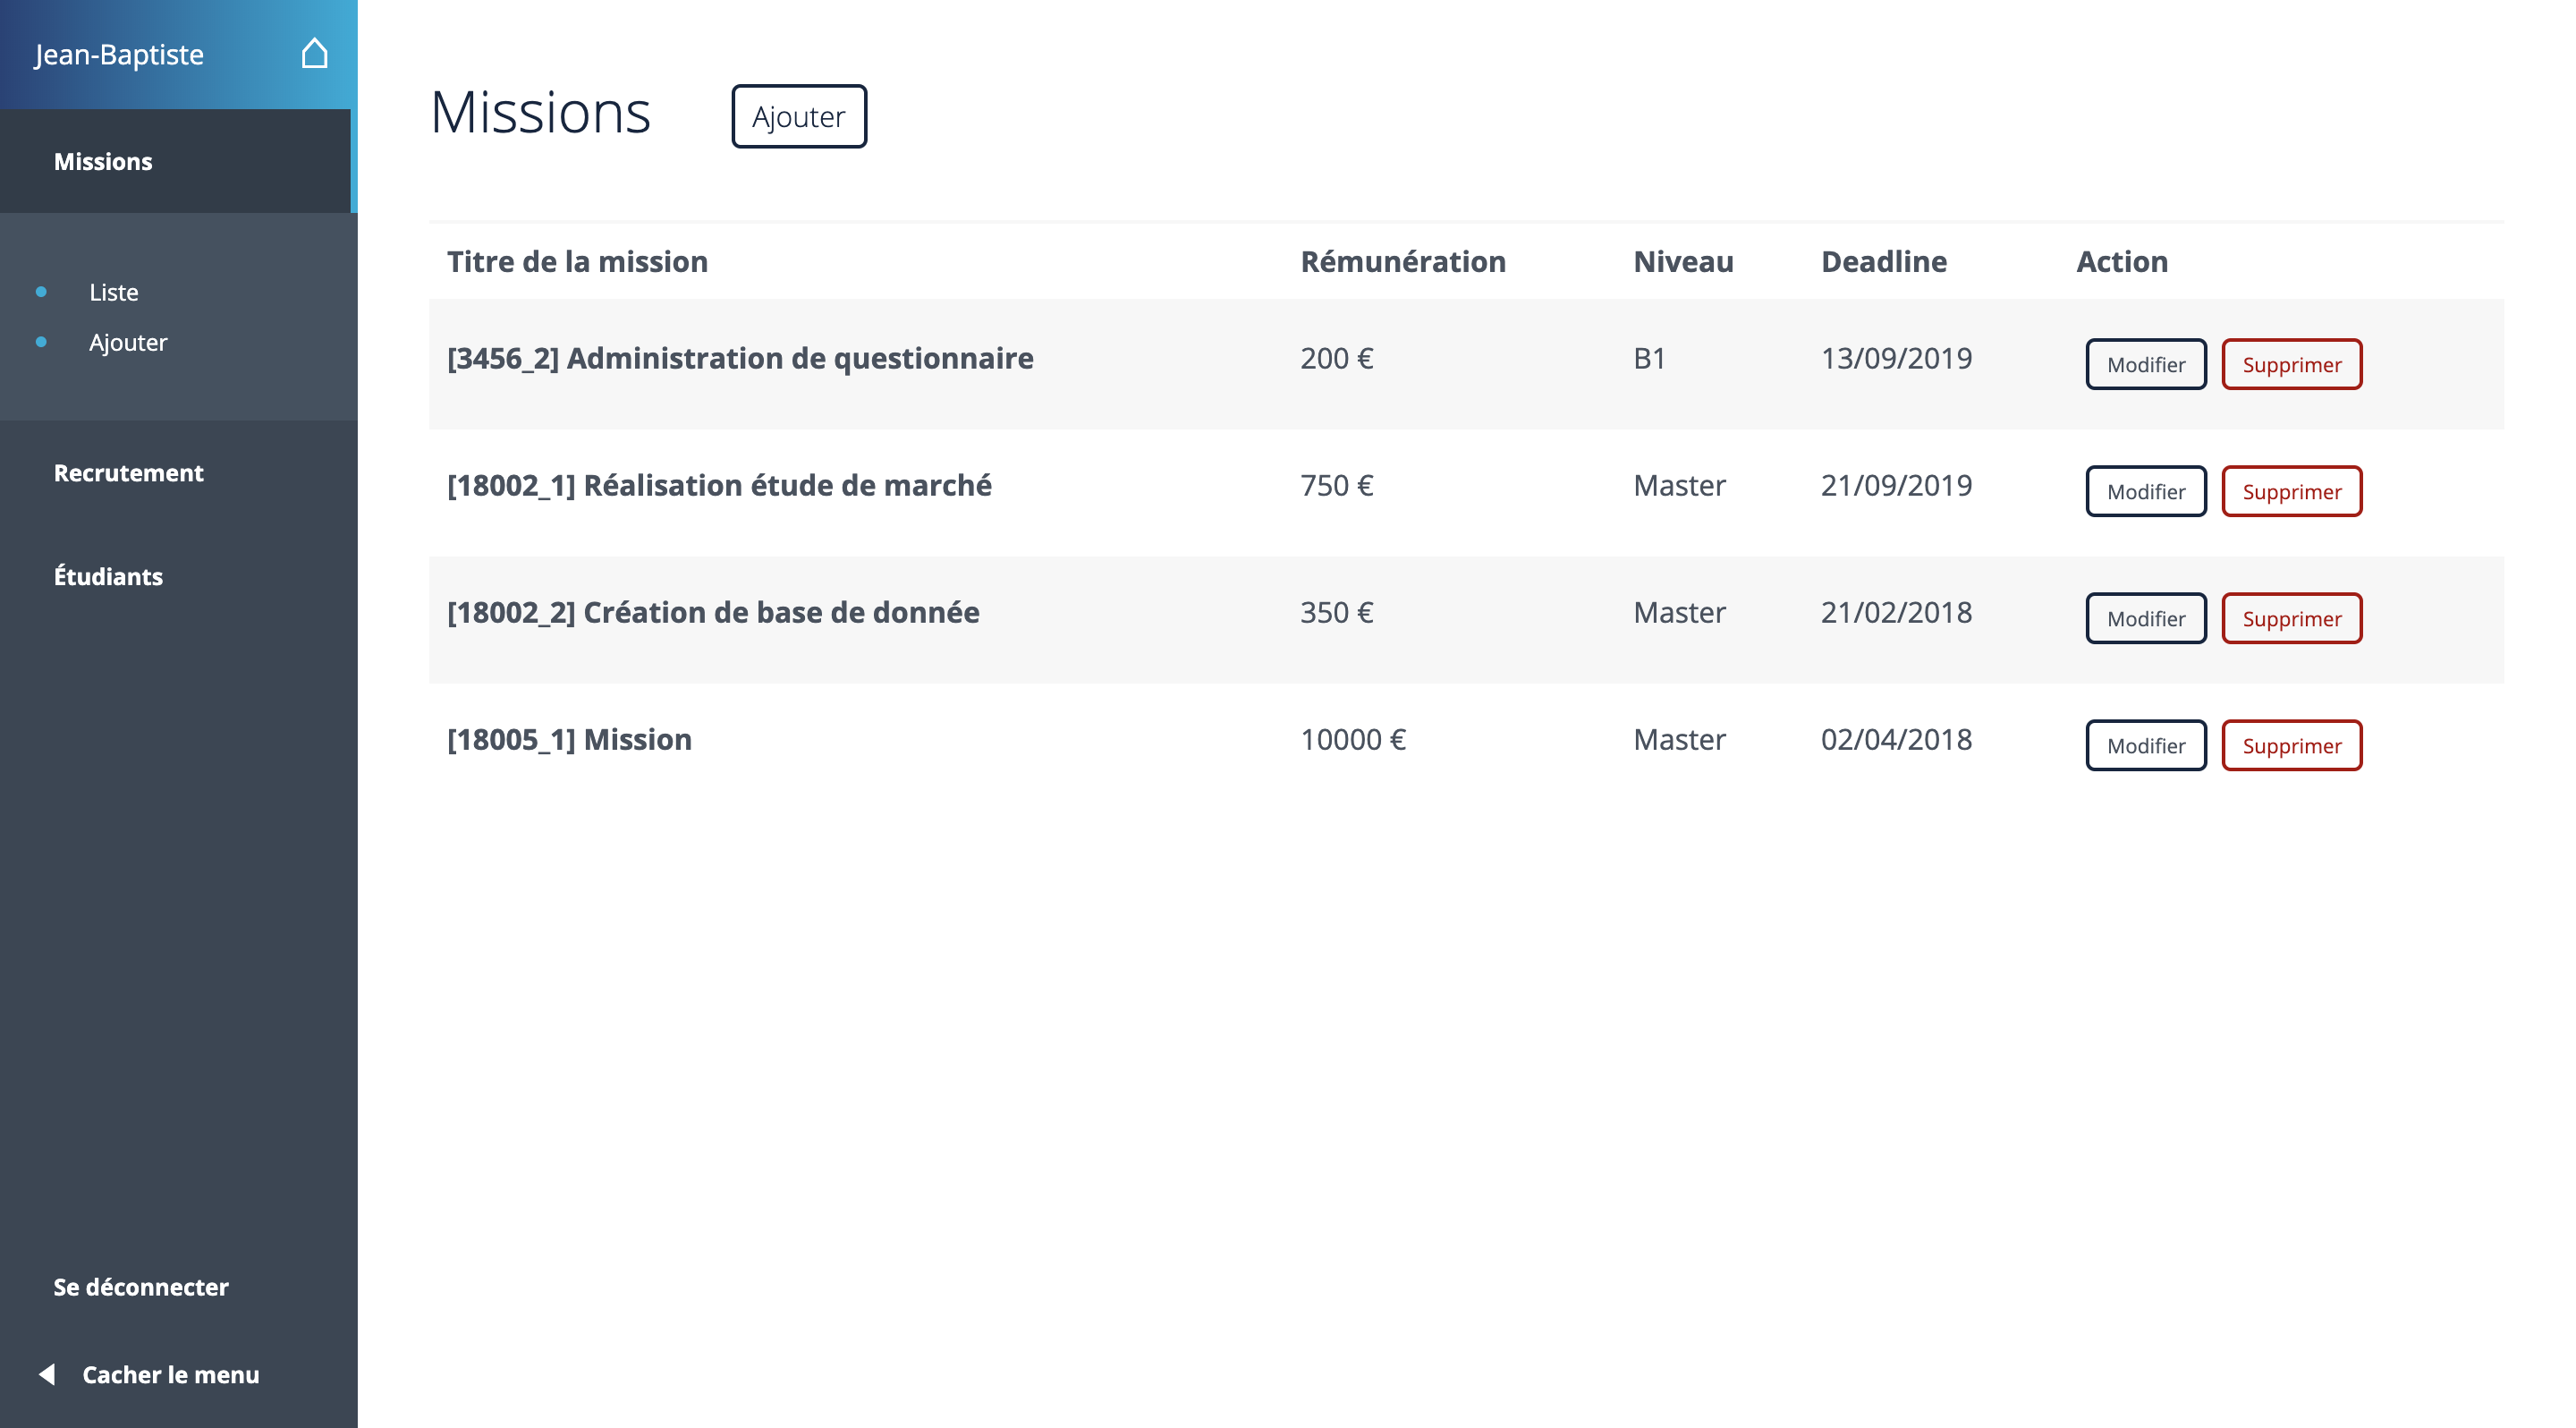 Jean-Baptiste
Missions
Liste
Ajouter
Recrutement
Étudiants
Se déconnecter
Cacher le menu
Missions Ajouter
Titre de la mission Rémunération Niveau Deadline Action
[3456_2] Administration de questionnaire 200 € B1 13/09/2019 Modifier Supprimer
[18002_1] Réalisation étude de marché 750 € Master 21/09/2019 Modifier Supprimer
[18002_2] Création de base de donnée 350 € Master 21/02/2018 Modifier Supprimer
[18005_1] Mission 10000 € Master 02/04/2018 Modifier Supprimer